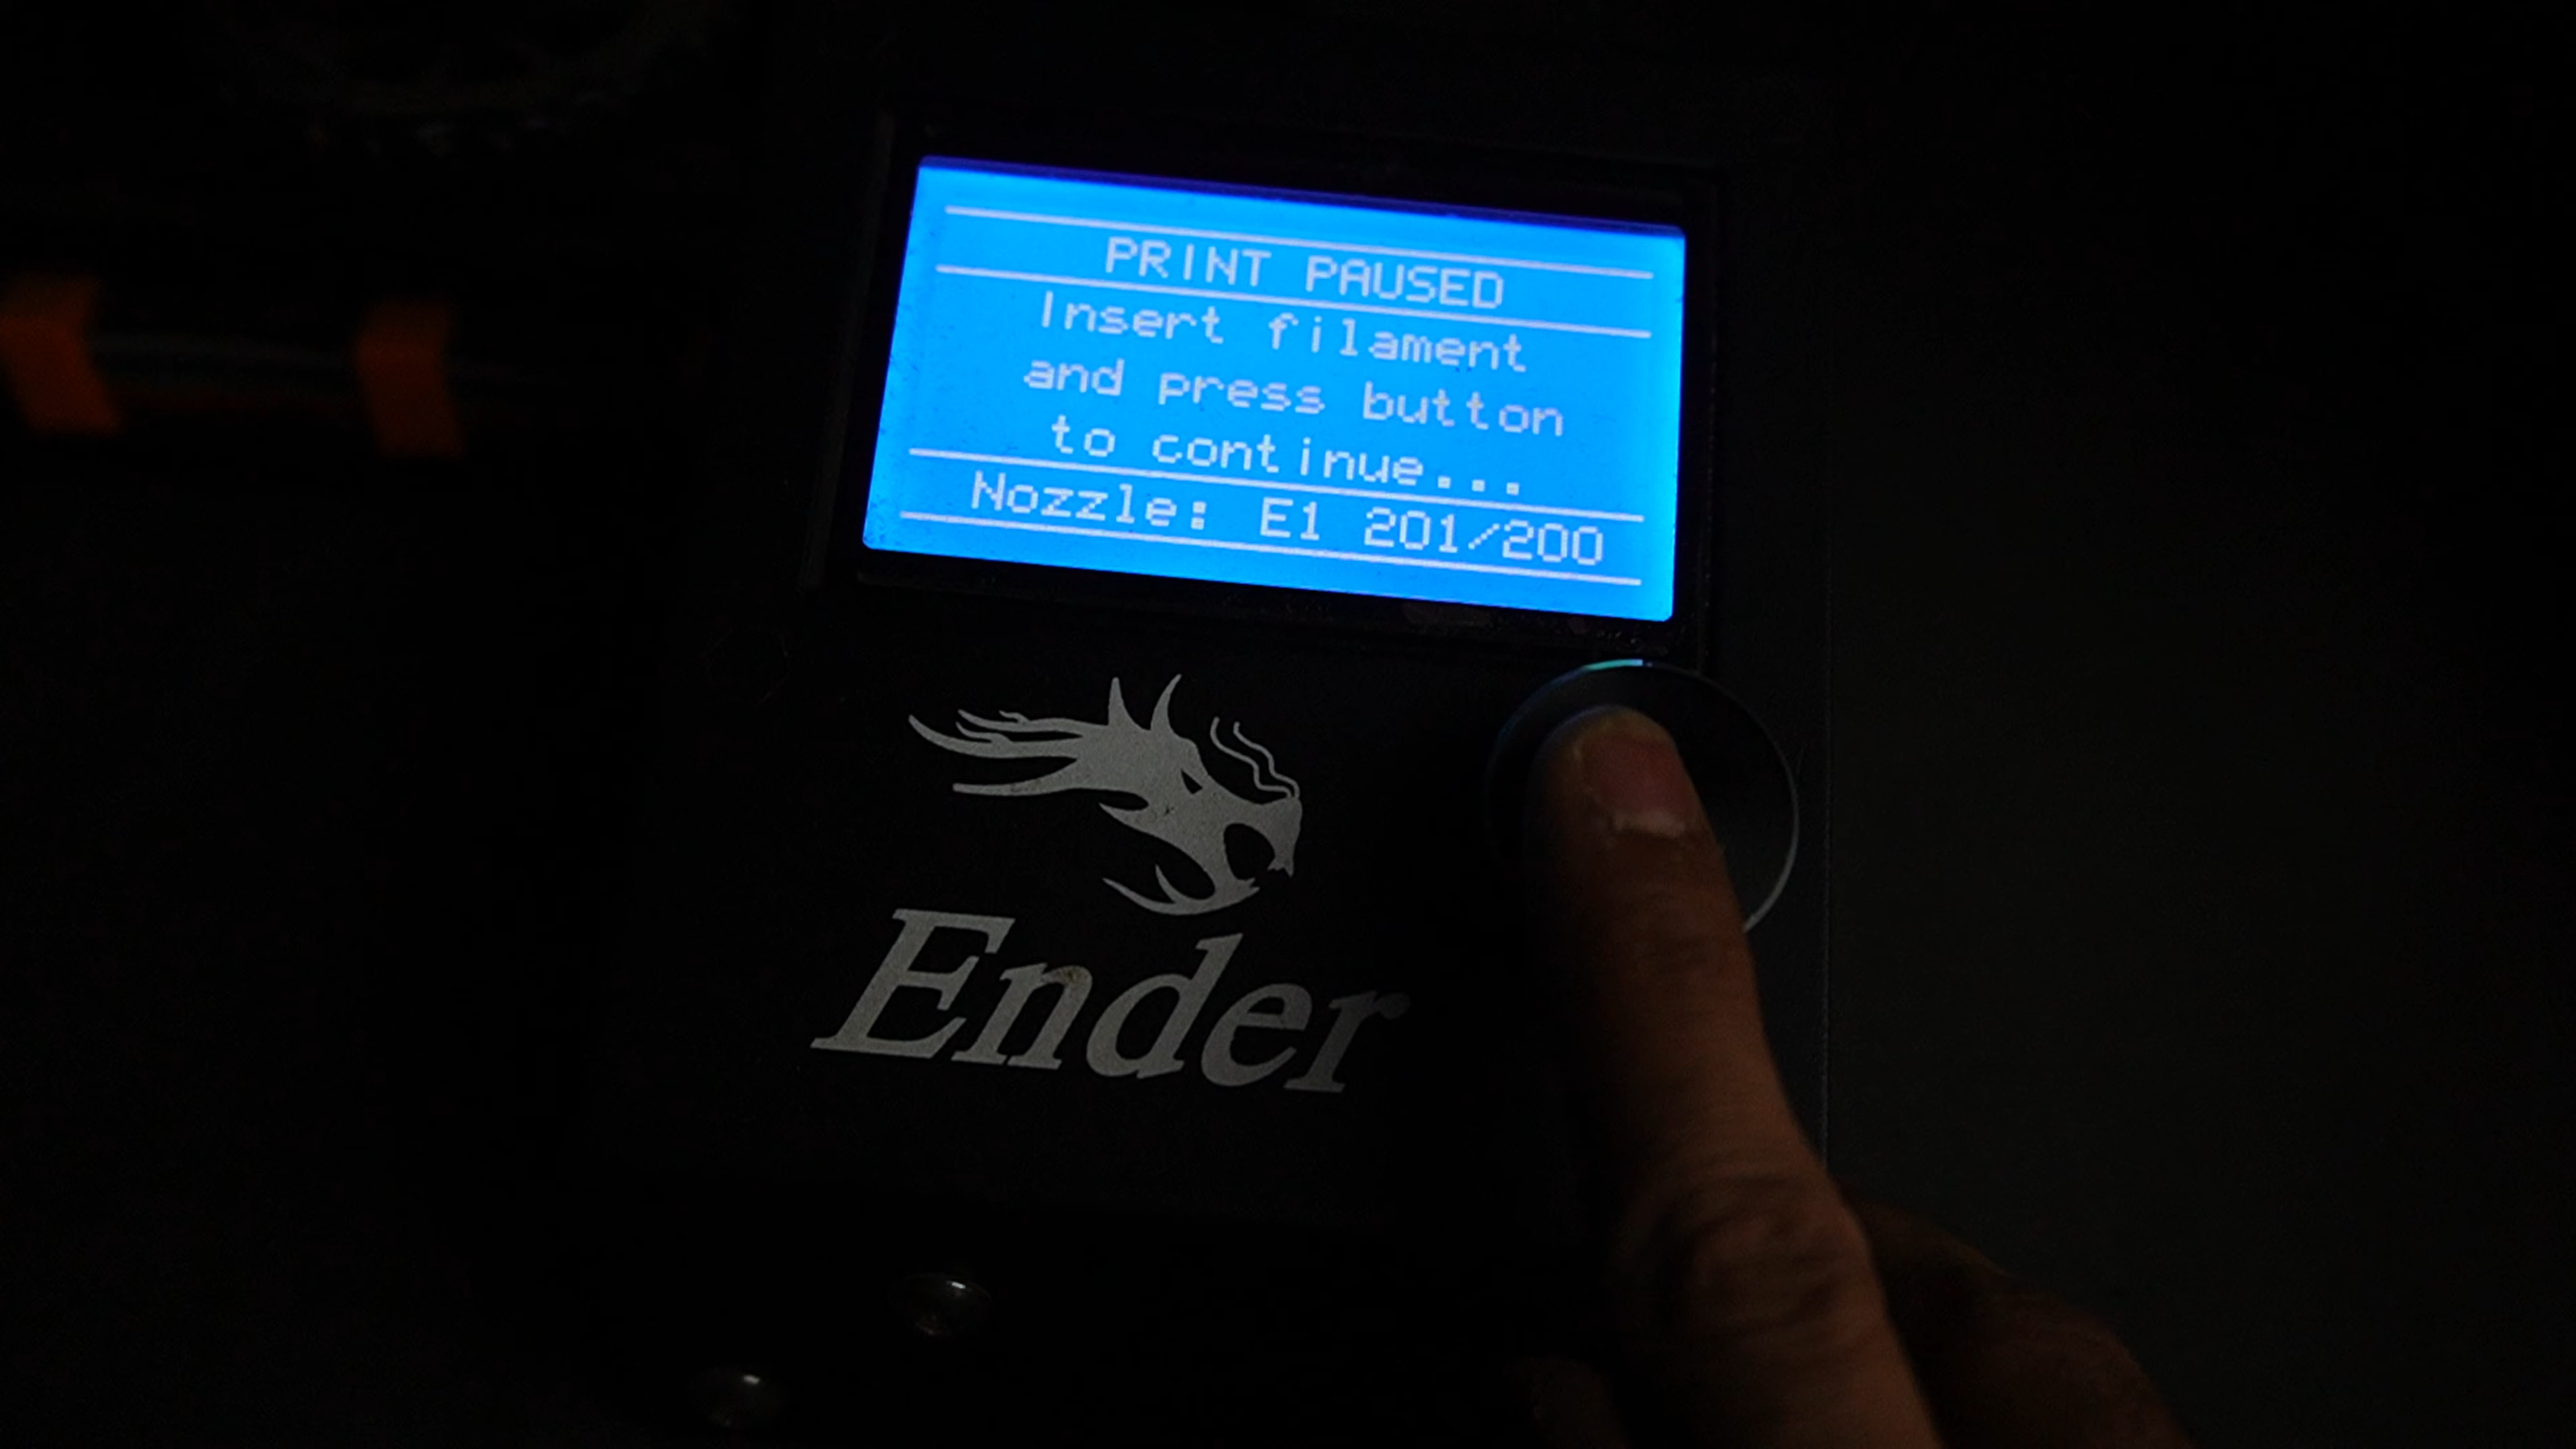 PRINT PAUSED
Insert filament
and press button
to continue...
Nozzle: E1 201/200
Ender